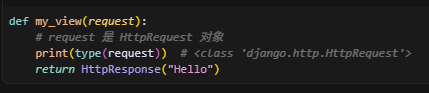 def my_view(request):
    # request 是 HttpRequest 对象
    print(type(request))  # <class 'django.http.HttpRequest'>
    return HttpResponse("Hello")